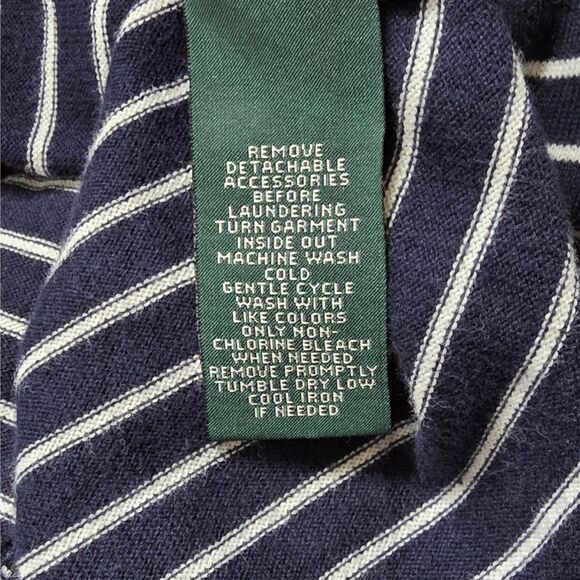 REMOVE
DETACHABLE
ACCESSORIES
BEFORE
LAUNDERING
TURN GARMENT
INSIDE OUT
MACHINE WASH
COLD
GENTLE CYCLE
WASH WITH
LIKE COLORS
ONLY NON-
CHLORINE BLEACH
WHEN NEEDED
REMOVE PROMPTLY
TUMBLE DRY LOW
COOL IRON
IF NEEDED